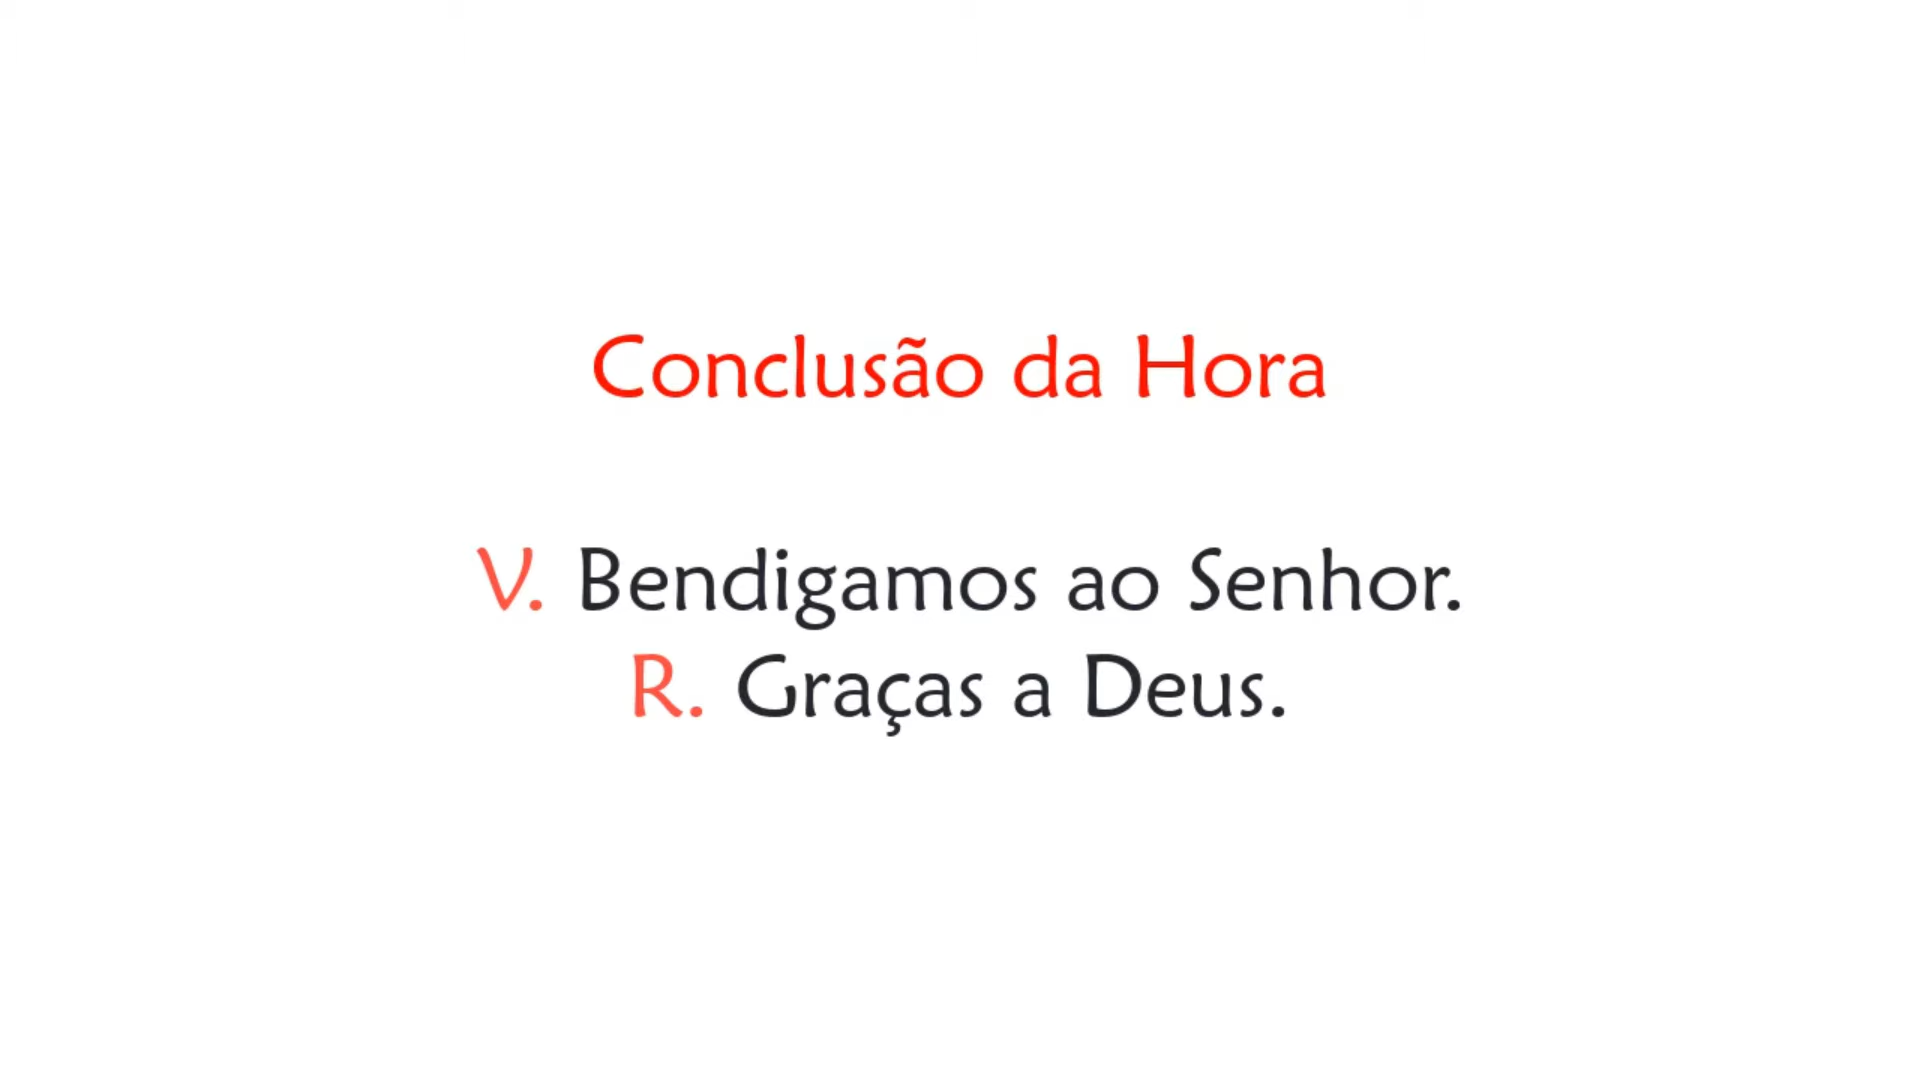 Conclusão da Hora
V. Bendigamos ao Senhor.
R. Graças a Deus.